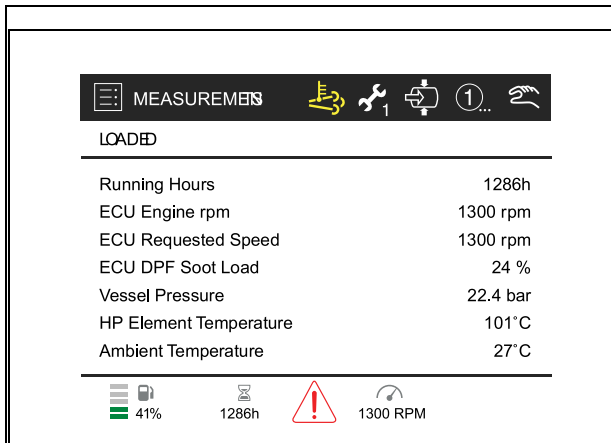 MEASUREMENTS 1 1...
LOADED
Running Hours 1286h
ECU Engine rpm 1300 rpm
ECU Requested Speed 1300 rpm
ECU DPF Soot Load 24 %
Vessel Pressure 22.4 bar
HP Element Temperature 101°C
Ambient Temperature 27°C
41% 1286h ! 1300 RPM